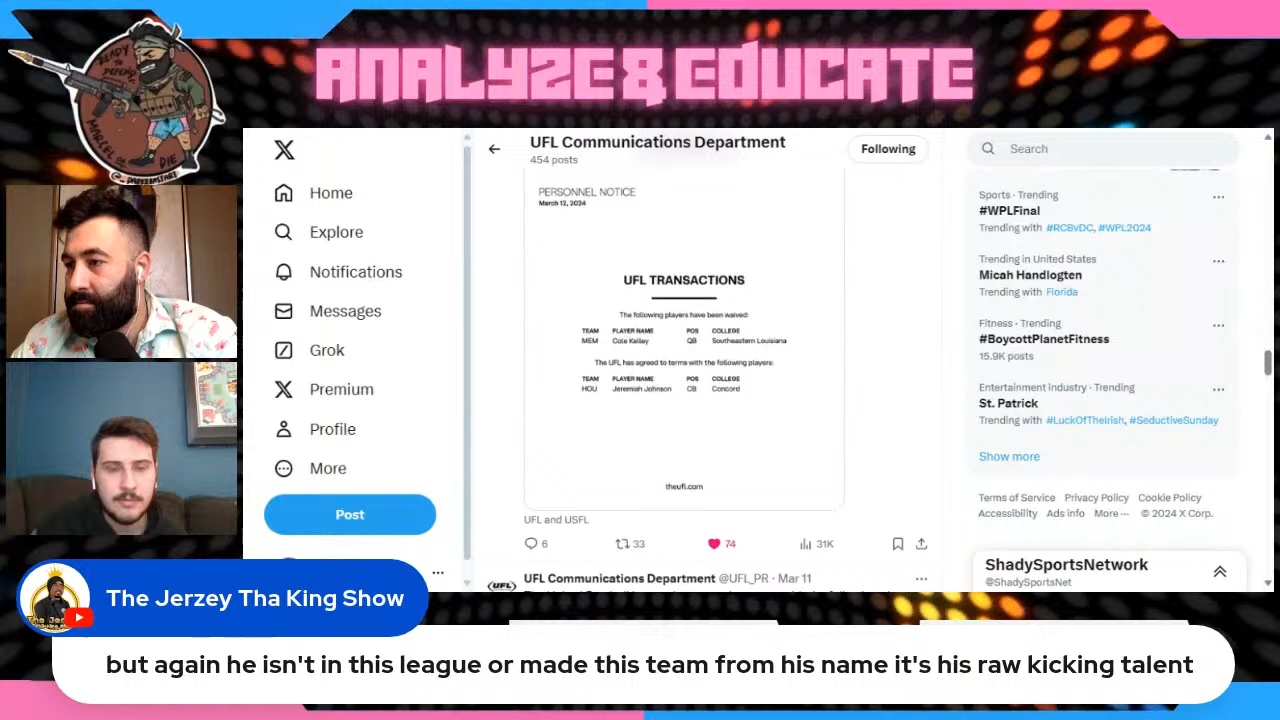 ANALYZE & EDUCATE
READY
TO
DEFEND
MARCEL OR
DIE
UFL Communications Department
454 posts
Following
Search
Home
Explore
Notifications
Messages
Grok
Premium
Profile
More
Post
PERSONNEL NOTICE
March 12, 2024
UFL TRANSACTIONS
The following players have been waived:
TEAM PLAYER NAME POS COLLEGE
MEM Cole Kelley QB Southeastern Louisiana
The UFL has agreed to terms with the following players:
TEAM PLAYER NAME POS COLLEGE
HOU Jeremiah Johnson CB Concord
theufl.com
UFL and USFL
6 33 74 31K
UFL
UFL Communications Department @UFL_PR · Mar 11
Sports · Trending
#WPLFinal
Trending with #RCBvDC, #WPL2024
Trending in United States
Micah Handlogten
Trending with Florida
Fitness · Trending
#BoycottPlanetFitness
15.9K posts
Entertainment industry · Trending
St. Patrick
Trending with #LuckOfTheIrish, #SeductiveSunday
Show more
Terms of Service Privacy Policy Cookie Policy
Accessibility Ads info More ··· © 2024 X Corp.
ShadySportsNetwork
@ShadySportsNet
The Jerzey Tha King Show
but again he isn't in this league or made this team from his name it's his raw kicking talent